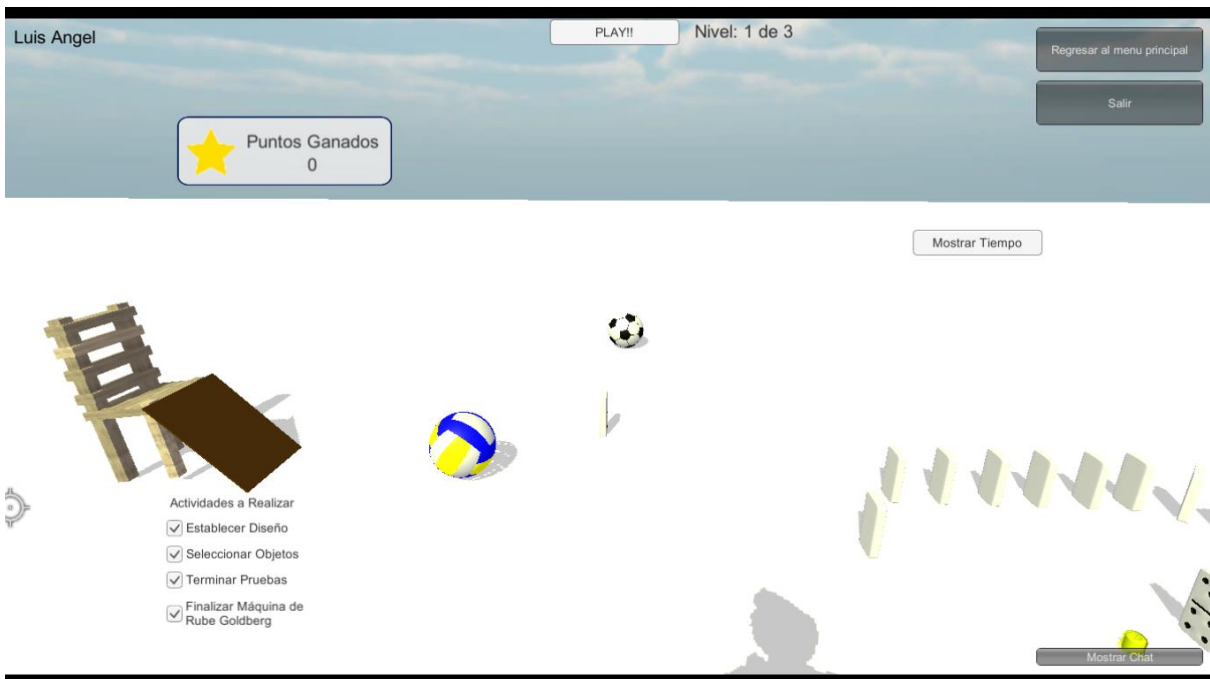 Luis Angel
PLAY!!
Nivel: 1 de 3
Regresar al menu principal
Salir
Puntos Ganados
0
Mostrar Tiempo
Actividades a Realizar
Establecer Diseño
Seleccionar Objetos
Terminar Pruebas
Finalizar Máquina de
Rube Goldberg
Mostrar Chat